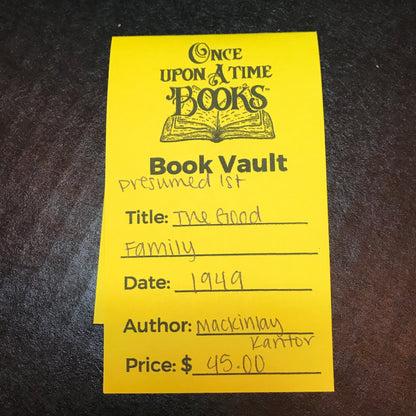 ONCE
UPON A TIME
BOOKS™
Book Vault
presumed 1st
Title: The Good
Family
Date: 1949
Author: Mackinlay
Kantor
Price: $ 45.00